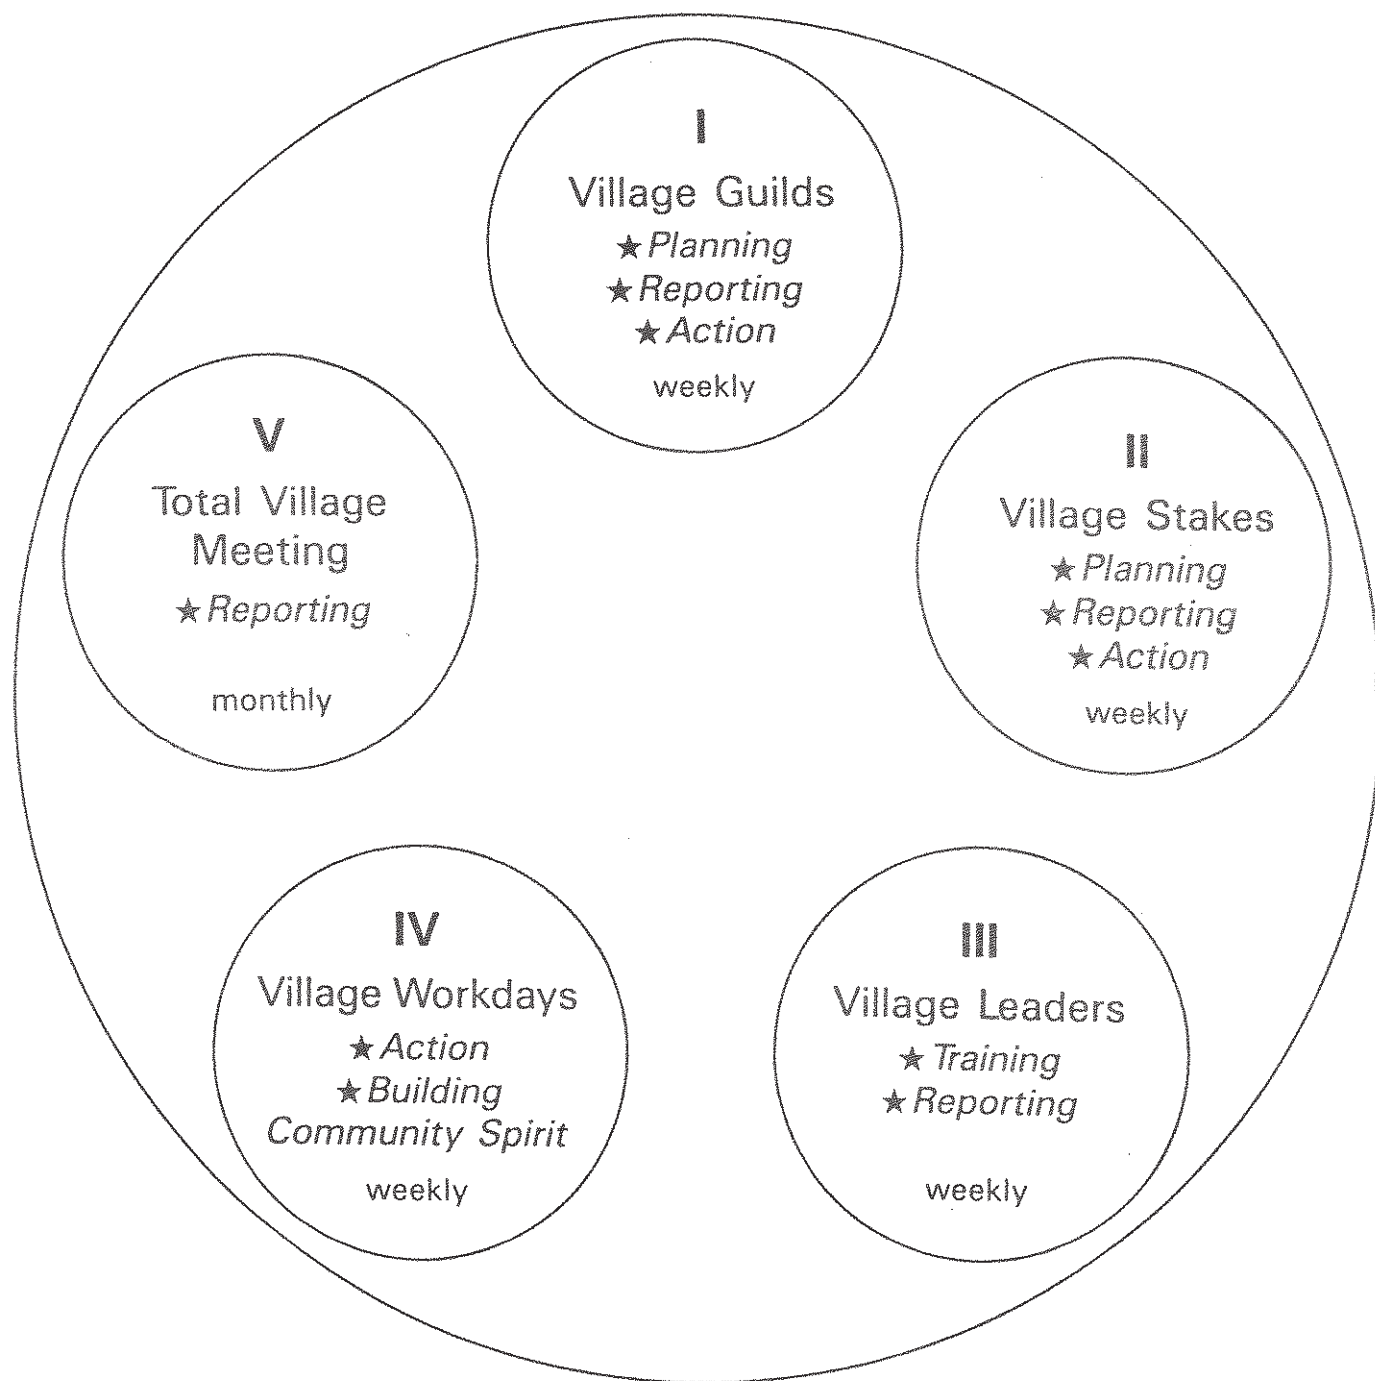 I
Village Guilds
★ Planning
★ Reporting
★ Action
weekly
II
Village Stakes
★ Planning
★ Reporting
★ Action
weekly
III
Village Leaders
★ Training
★ Reporting
weekly
IV
Village Workdays
★ Action
★ Building
Community Spirit
weekly
V
Total Village
Meeting
★ Reporting
monthly